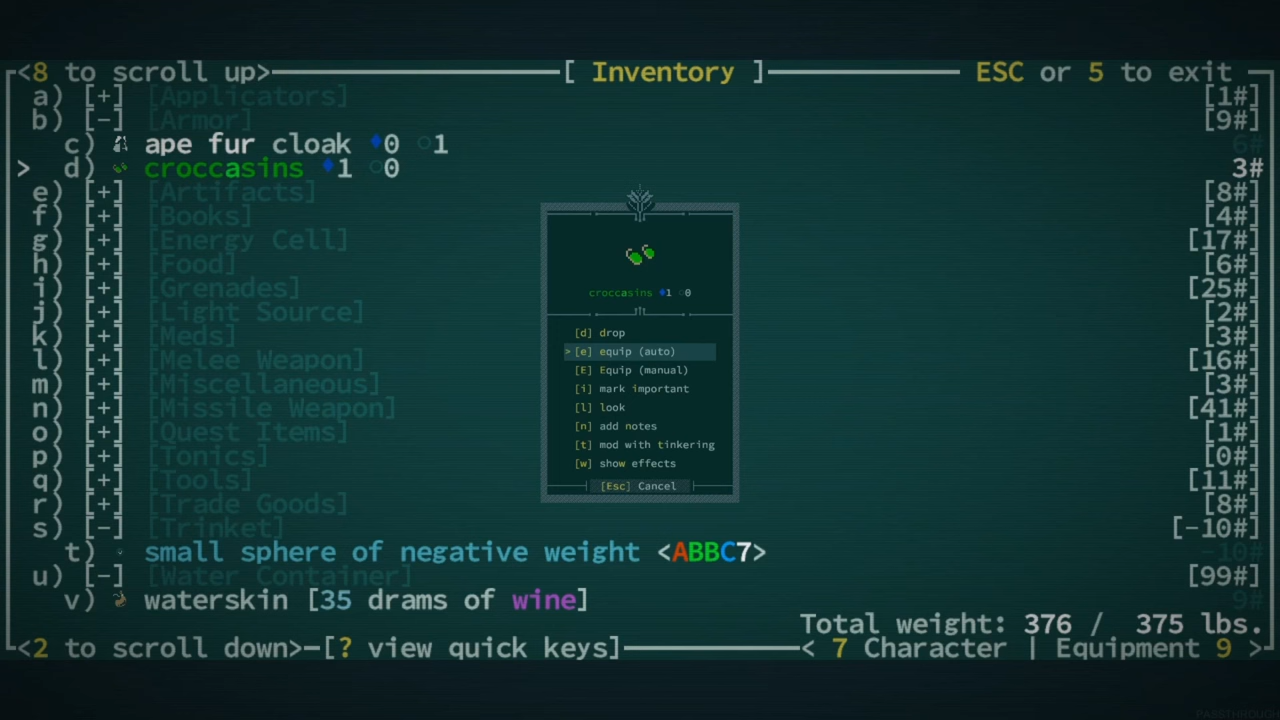 <8 to scroll up> [ Inventory ] ESC or 5 to exit
a) [+] [Applicators] [1#]
b) [-] [Armor] [9#]
c) ape fur cloak ♦0 ○1 6#
> d) croccasins ♦1 ○0 3#
e) [+] [Artifacts] [8#]
f) [+] [Books] [4#]
g) [+] [Energy Cell] [17#]
h) [+] [Food] [6#]
i) [+] [Grenades] [25#]
j) [+] [Light Source] [2#]
k) [+] [Meds] [3#]
l) [+] [Melee Weapon] [16#]
m) [+] [Miscellaneous] [3#]
n) [+] [Missile Weapon] [41#]
o) [+] [Quest Items] [1#]
p) [+] [Tonics] [0#]
q) [+] [Tools] [11#]
r) [+] [Trade Goods] [8#]
s) [-] [Trinket] [-10#]
t) small sphere of negative weight <ABBC7> -10#
u) [-] [Water Container] [99#]
v) waterskin [35 drams of wine] 9#
Total weight: 376 / 375 lbs.
<2 to scroll down> [? view quick keys] < 7 Character | Equipment 9 >
croccasins ♦1 ○0
[d] drop
> [e] equip (auto)
[E] Equip (manual)
[i] mark important
[l] look
[n] add notes
[t] mod with tinkering
[w] show effects
[Esc] Cancel